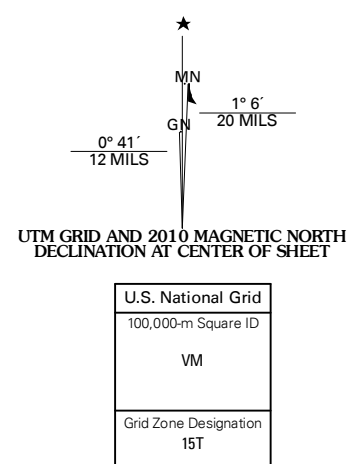 MN
1° 6´
20 MILS
GN
0° 41´
12 MILS
UTM GRID AND 2010 MAGNETIC NORTH
DECLINATION AT CENTER OF SHEET
U.S. National Grid
100,000-m Square ID
VM
Grid Zone Designation
15T